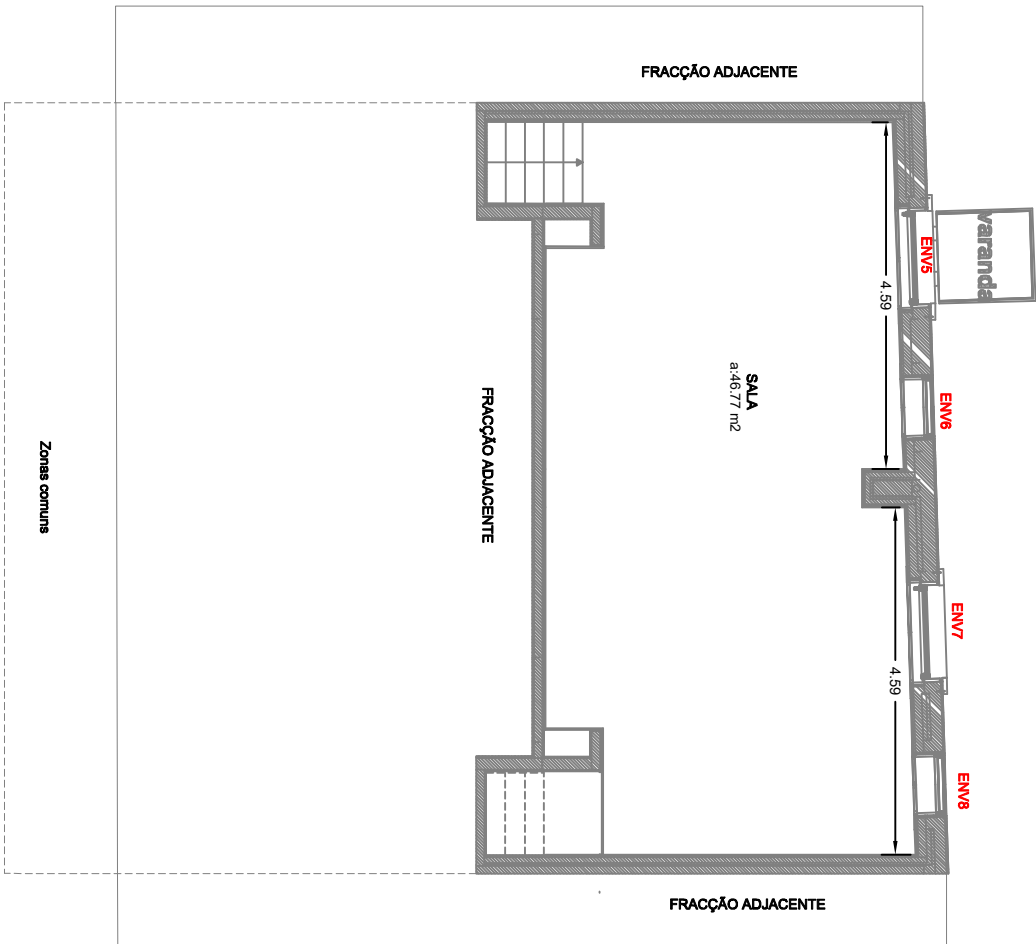 FRACÇÃO ADJACENTE
varanda
ENV5
4.59
SALA
a:46.77 m2
ENV6
FRACÇÃO ADJACENTE
Zonas comuns
ENV7
4.59
ENV8
FRACÇÃO ADJACENTE